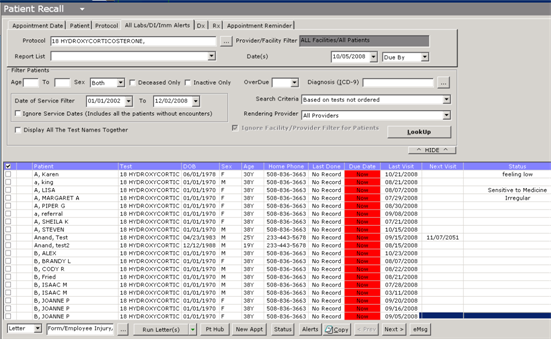 Patient Recall
Appointment Date Patient Protocol All Labs/DI/Imm Alerts Dx Rx Appointment Reminder
Protocol 18 HYDROXYCORTICOSTERONE, ... Provider/Facility Filter ALL Facilities/All Patients
Report List Date(s) 10/05/2008 Due By
Filter Patients
Age To Sex Both Deceased Only Inactive Only OverDue Diagnosis (ICD-9) ...
Date of Service Filter 01/01/2002 To 12/02/2008 Search Criteria Based on tests not ordered
Ignore Service Dates (Includes all the patients without encounters) Rendering Provider All Providers
Display All The Test Names Together Ignore Facility/Provider Filter for Patients LookUp
HIDE
Patient Test DOB Sex Age Home Phone Last Done Due Date Last Visit Next Visit Status
A, Karen 18 HYDROXYCORTIC 06/01/1978 F 30Y 508-836-3663 No Record Now 10/21/2008 feeling low
a, king 18 HYDROXYCORTIC 01/01/1970 M 38Y 508-836-3663 No Record Now 08/21/2008
A, LISA 18 HYDROXYCORTIC 01/01/1970 F 38Y 508-836-3663 No Record Now 08/05/2008 Sensitive to Medicine
A, MARGARET A 18 HYDROXYCORTIC 01/01/1970 F 38Y 508-836-3663 No Record Now 07/29/2008 Irregular
A, PIPER G 18 HYDROXYCORTIC 01/01/1970 F 38Y 508-836-3663 No Record Now 08/30/2008
a, referral 18 HYDROXYCORTIC 01/01/1970 F 38Y 508-836-3663 No Record Now 09/08/2008
A, SHEILA K 18 HYDROXYCORTIC 01/01/1970 F 38Y 508-836-3663 No Record Now 07/21/2008
A, STEVEN 18 HYDROXYCORTIC 01/01/1970 M 38Y 508-836-3663 No Record Now 10/15/2008
Anand, Test 18 HYDROXYCORTIC 04/23/1983 M 25Y 233-443-5678 No Record Now 09/15/2008 11/07/2051
Anand, test2 18 HYDROXYCORTIC 12/12/1988 M 19Y 233-443-5678 No Record Now 08/22/2008
B, ALEX 18 HYDROXYCORTIC 01/01/1970 M 38Y 508-836-3663 No Record Now 10/23/2008
B, BRANDY L 18 HYDROXYCORTIC 01/01/1970 F 38Y 508-836-3663 No Record Now 07/07/2008
B, CODY R 18 HYDROXYCORTIC 01/01/1970 M 38Y 508-836-3663 No Record Now 08/22/2008
B, Fried 18 HYDROXYCORTIC 01/01/1970 M 38Y 508-836-3663 No Record Now 08/21/2008
B, ISAAC M 18 HYDROXYCORTIC 01/01/1970 M 38Y 508-836-3663 No Record Now 07/28/2008
B, ISAAC M 18 HYDROXYCORTIC 01/01/1970 M 38Y 508-836-3663 No Record Now 03/11/2008
B, JOANNE P 18 HYDROXYCORTIC 01/01/1970 F 38Y 508-836-3663 No Record Now 09/20/2008
B, JOANNE P 18 HYDROXYCORTIC 01/01/1970 F 38Y 508-836-3663 No Record Now 09/16/2008
B, JOANNE P 18 HYDROXYCORTIC 01/01/1970 F 38Y 508-836-3663 No Record Now 09/05/2008
Letter Form/Employee Injury, ... Run Letter(s) Pt Hub New Appt Status Alerts Copy < Prev Next > eMsg